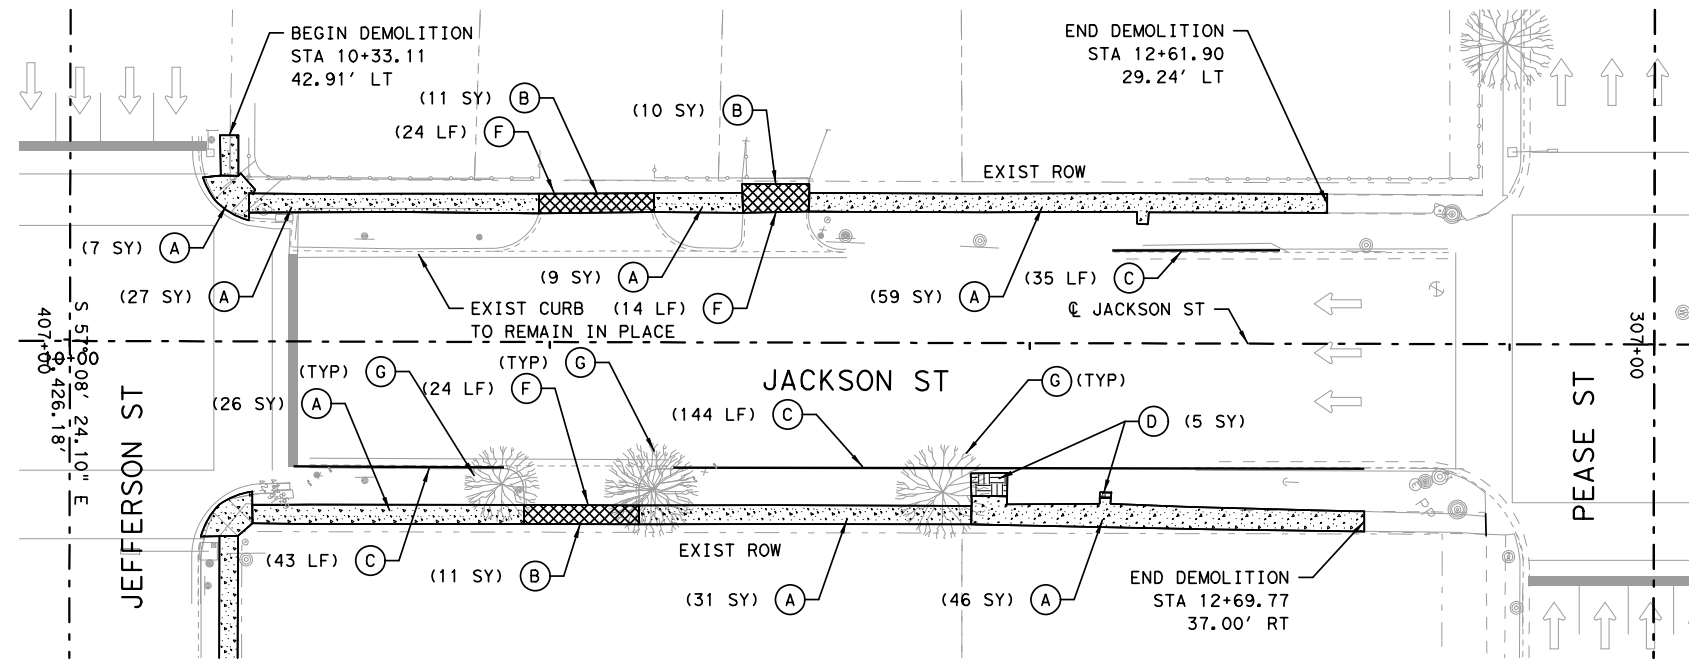 BEGIN DEMOLITION
STA 10+33.11
42.91' LT
(11 SY) B
(24 LF) F
(10 SY) B
END DEMOLITION
STA 12+61.90
29.24' LT
EXIST ROW
(7 SY) A
(27 SY) A
(9 SY) A
(14 LF) F
(59 SY) A
(35 LF) C
EXIST CURB
TO REMAIN IN PLACE
℄ JACKSON ST
S 57° 08' 24.10" E
426.18'
407+00
10+00
307+00
JEFFERSON ST
JACKSON ST
PEASE ST
(TYP) G
(TYP) G
(24 LF) F
(26 SY) A
G (TYP)
(144 LF) C
D (5 SY)
(43 LF) C
(11 SY) B
EXIST ROW
(31 SY) A
(46 SY) A
END DEMOLITION
STA 12+69.77
37.00' RT